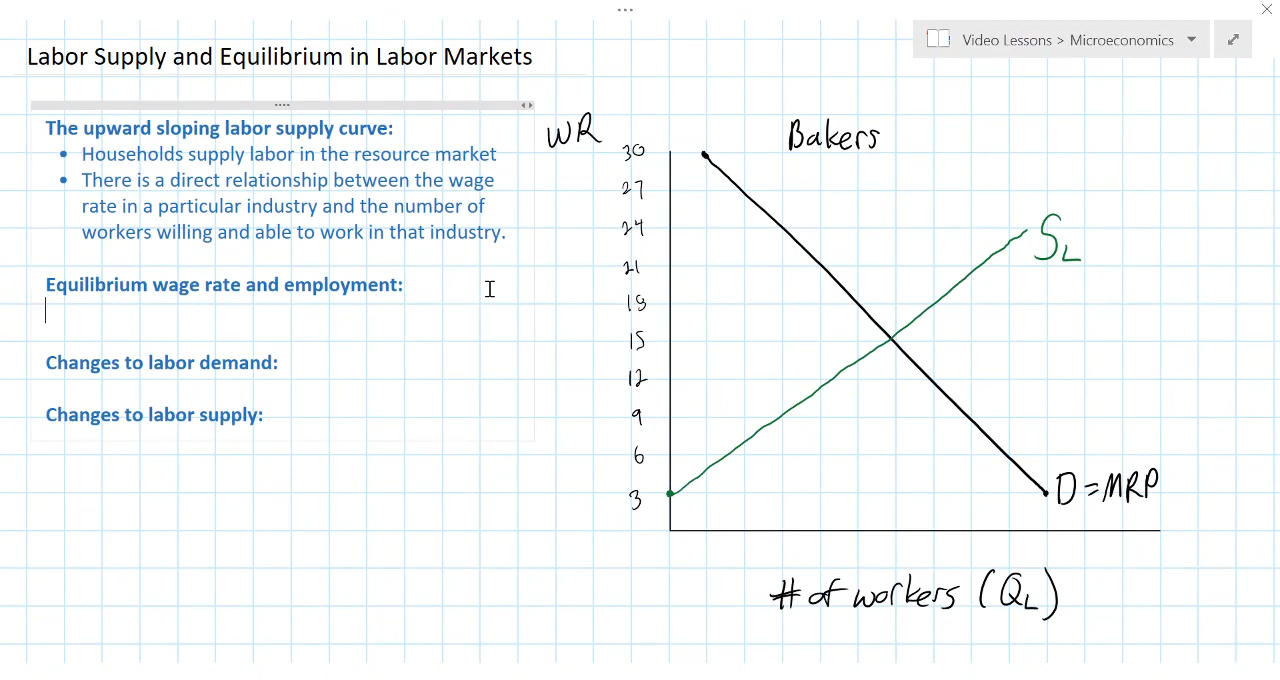 Video Lessons > Microeconomics
Labor Supply and Equilibrium in Labor Markets
The upward sloping labor supply curve:
• Households supply labor in the resource market
• There is a direct relationship between the wage
rate in a particular industry and the number of
workers willing and able to work in that industry.
Equilibrium wage rate and employment:
Changes to labor demand:
Changes to labor supply:
WR
Bakers
30
27
24
21
18
15
12
9
6
3
SL
D=MRP
# of workers (QL)